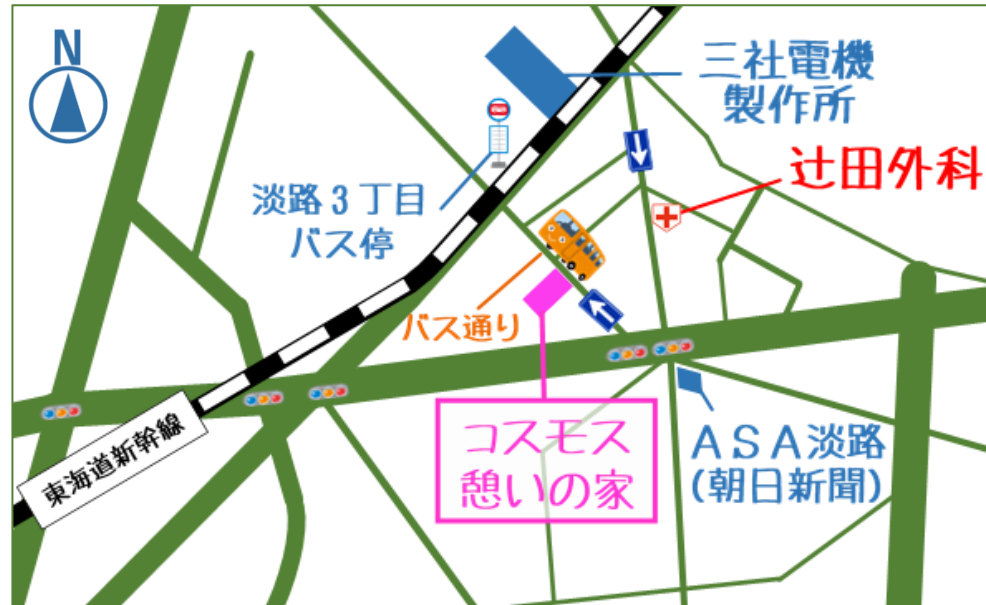 N
三社電機
製作所
辻田外科
淡路3丁目
バス停
バス通り
東海道新幹線
コスモス
憩いの家
ASA淡路
(朝日新聞)